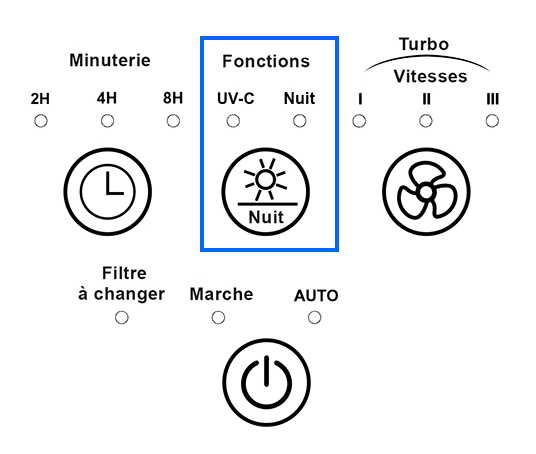 Minuterie
2H 4H 8H
Fonctions
UV-C Nuit
Nuit
Turbo
Vitesses
I II III
Filtre
à changer
Marche
AUTO